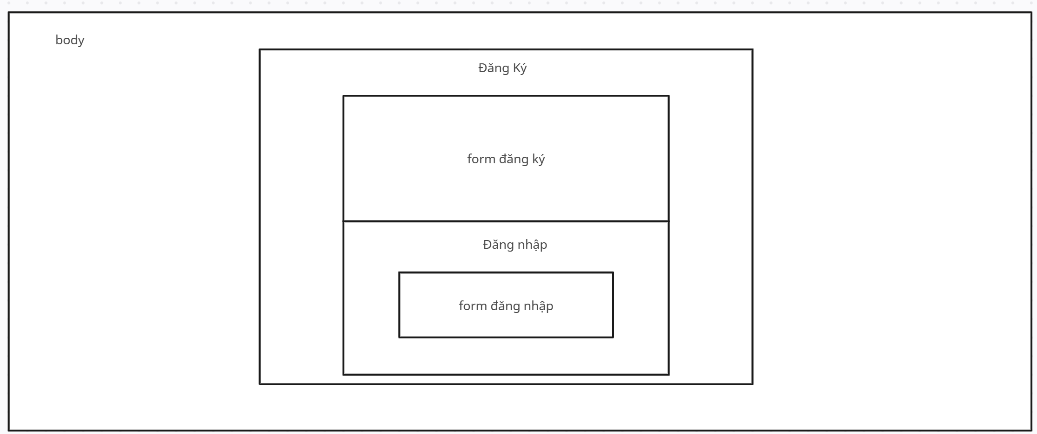 body
Đăng Ký
form đăng ký
Đăng nhập
form đăng nhập